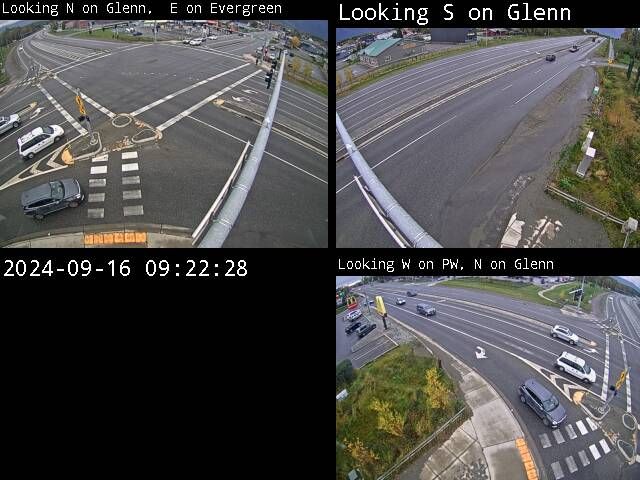 Looking N on Glenn,  E on Evergreen
Looking S on Glenn
2024-09-16 09:22:28
Looking W on PW, N on Glenn